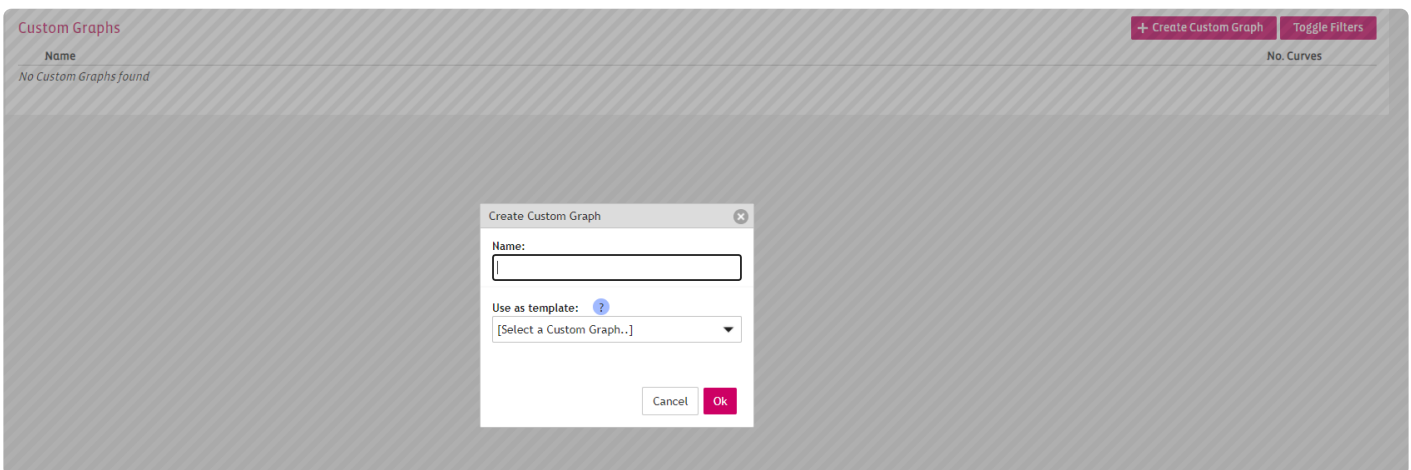 Custom Graphs
+ Create Custom Graph
Toggle Filters
Name
No. Curves
No Custom Graphs found
Create Custom Graph
Name:
Use as template: ?
[Select a Custom Graph..]
Cancel
Ok